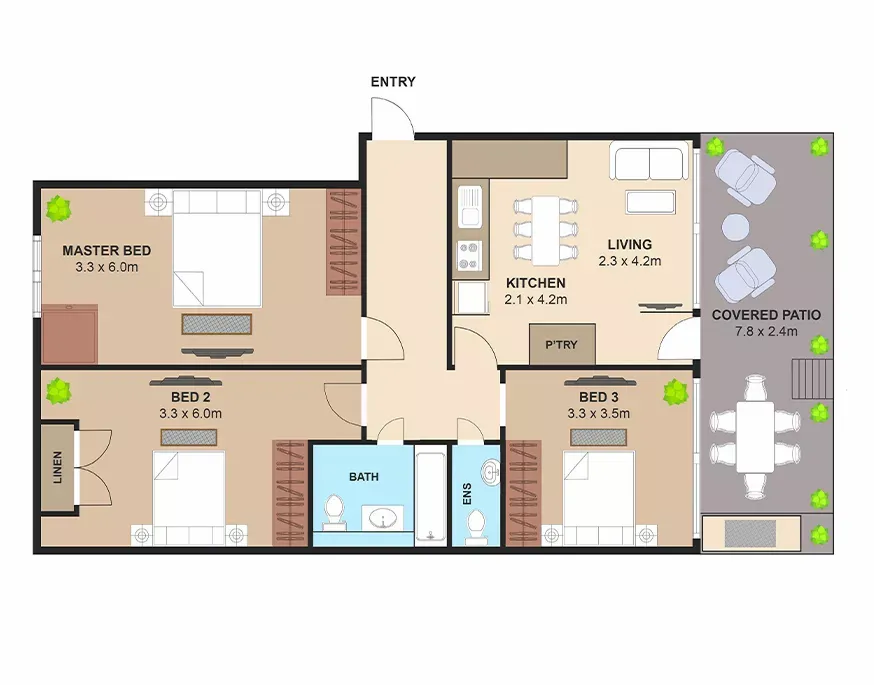 ENTRY
MASTER BED
3.3 x 6.0m
LIVING
2.3 x 4.2m
KITCHEN
2.1 x 4.2m
COVERED PATIO
7.8 x 2.4m
P'TRY
BED 2
3.3 x 6.0m
BED 3
3.3 x 3.5m
LINEN
BATH
ENS